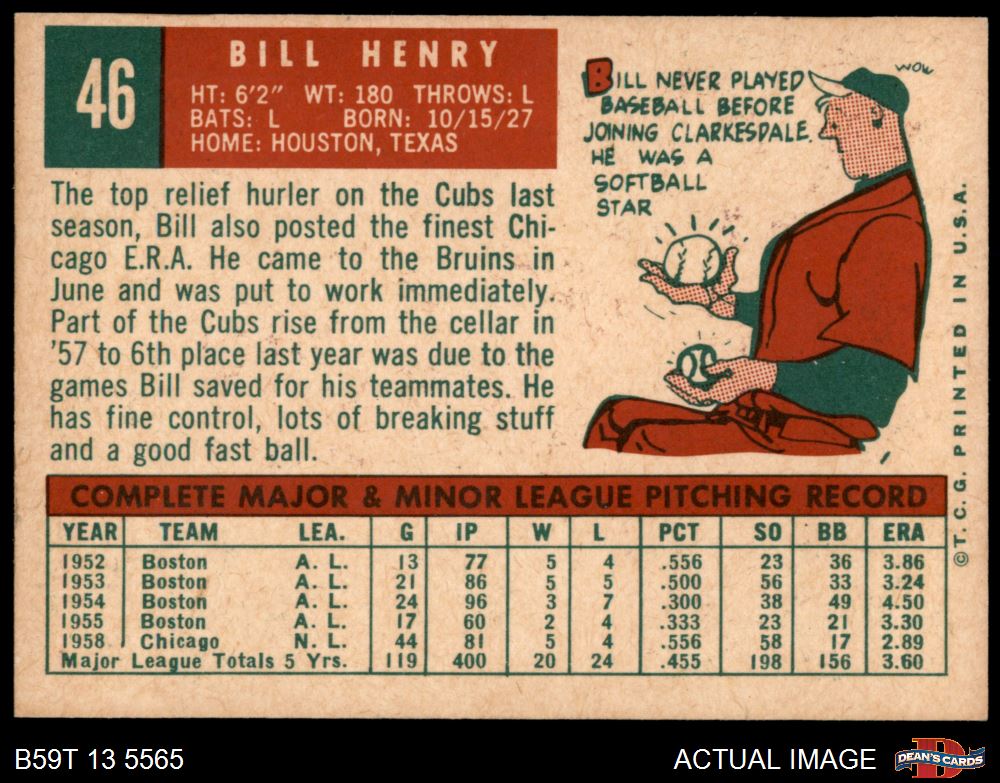 46
BILL HENRY
HT: 6'2" WT: 180 THROWS: L
BATS: L BORN: 10/15/27
HOME: HOUSTON, TEXAS
The top relief hurler on the Cubs last
season, Bill also posted the finest Chi-
cago E.R.A. He came to the Bruins in
June and was put to work immediately.
Part of the Cubs rise from the cellar in
'57 to 6th place last year was due to the
games Bill saved for his teammates. He
has fine control, lots of breaking stuff
and a good fast ball.
BILL NEVER PLAYED
BASEBALL BEFORE
JOINING CLARKESDALE.
HE WAS A
SOFTBALL
STAR
WOW
©T. C. G. PRINTED IN U.S.A.
COMPLETE MAJOR & MINOR LEAGUE PITCHING RECORD
YEAR TEAM LEA. G IP W L PCT SO BB ERA
1952 Boston A. L. 13 77 5 4 .556 23 36 3.86
1953 Boston A. L. 21 86 5 5 .500 56 33 3.24
1954 Boston A. L. 24 96 3 7 .300 38 49 4.50
1955 Boston A. L. 17 60 2 4 .333 23 21 3.30
1958 Chicago N. L. 44 81 5 4 .556 58 17 2.89
Major League Totals 5 Yrs. 119 400 20 24 .455 198 156 3.60
B59T 13 5565
ACTUAL IMAGE
D
DEAN'S CARDS